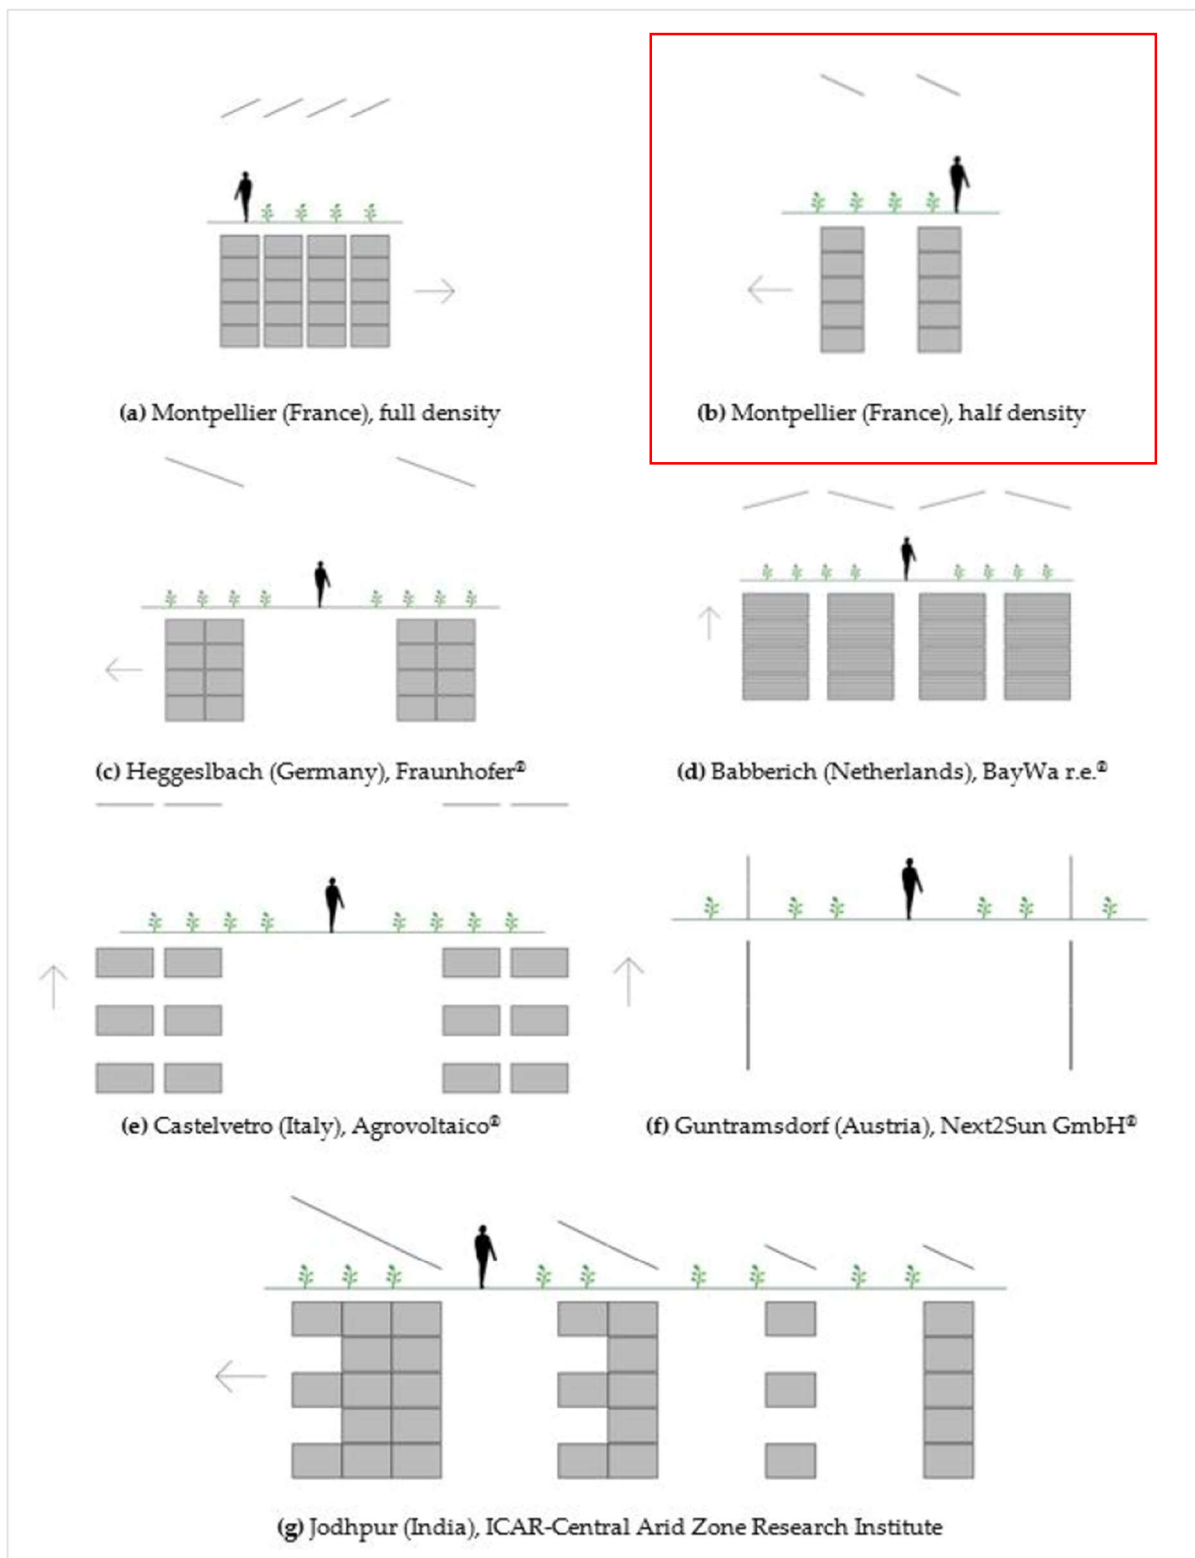 (a) Montpellier (France), full density
(b) Montpellier (France), half density
(c) Heggeslbach (Germany), Fraunhofer®
(d) Babberich (Netherlands), BayWa r.e.®
(e) Castelvetro (Italy), Agrovoltaico®
(f) Guntramsdorf (Austria), Next2Sun GmbH®
(g) Jodhpur (India), ICAR-Central Arid Zone Research Institute